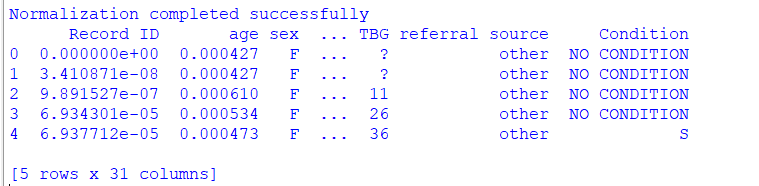 Normalization completed successfully
Record ID age sex ... TBG referral source Condition
0 0.000000e+00 0.000427 F ... ? other NO CONDITION
1 3.410871e-08 0.000427 F ... ? other NO CONDITION
2 9.891527e-07 0.000610 F ... 11 other NO CONDITION
3 6.934301e-05 0.000534 F ... 26 other NO CONDITION
4 6.937712e-05 0.000473 F ... 36 other S
[5 rows x 31 columns]